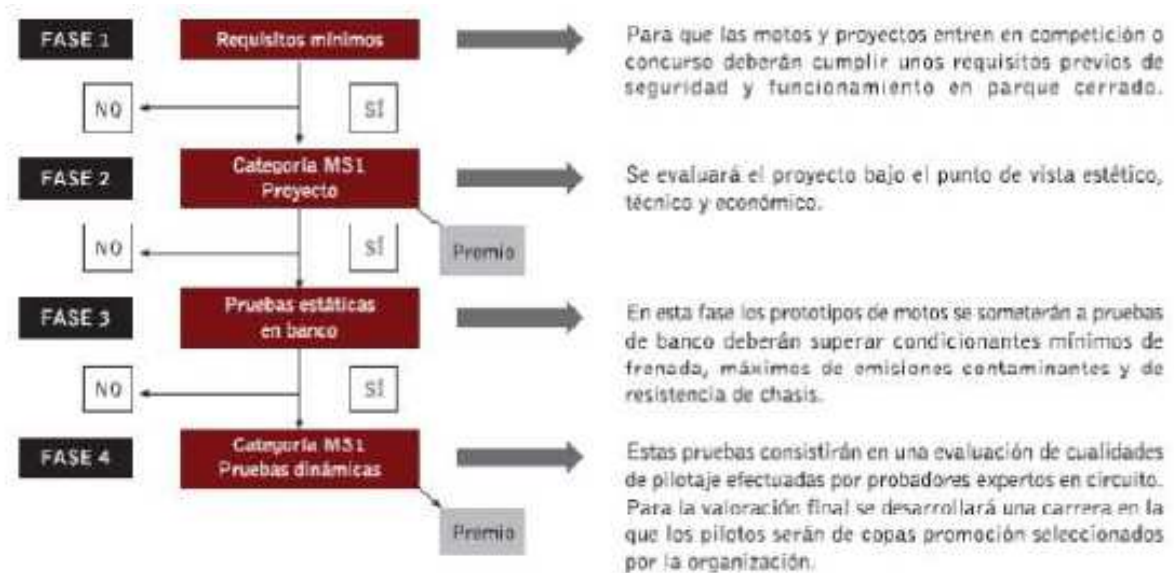 FASE 1
Requisitos mínimos
Para que las motos y proyectos entren en competición o
concurso deberán cumplir unos requisitos previos de
seguridad y funcionamiento en parque cerrado.
NO
SÍ
FASE 2
Categoría MS1
Proyecto
Se evaluará el proyecto bajo el punto de vista estético,
técnico y económico.
NO
SÍ
Premio
FASE 3
Pruebas estáticas
en banco
En esta fase los prototipos de motos se someterán a pruebas
de banco deberán superar condicionantes mínimos de
frenada, máximos de emisiones contaminantes y de
resistencia de chasis.
NO
SÍ
FASE 4
Categoría MS1
Pruebas dinámicas
Estas pruebas consistirán en una evaluación de cualidades
de pilotaje efectuadas por probadores expertos en circuito.
Para la valoración final se desarrollará una carrera en la
que los pilotos serán de copas promoción seleccionados
por la organización.
Premio